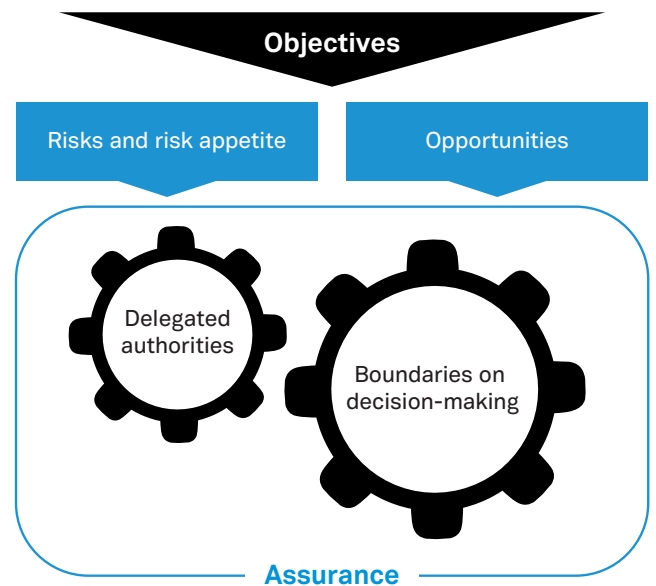 Objectives
Risks and risk appetite
Opportunities
Delegated
authorities
Boundaries on
decision-making
Assurance